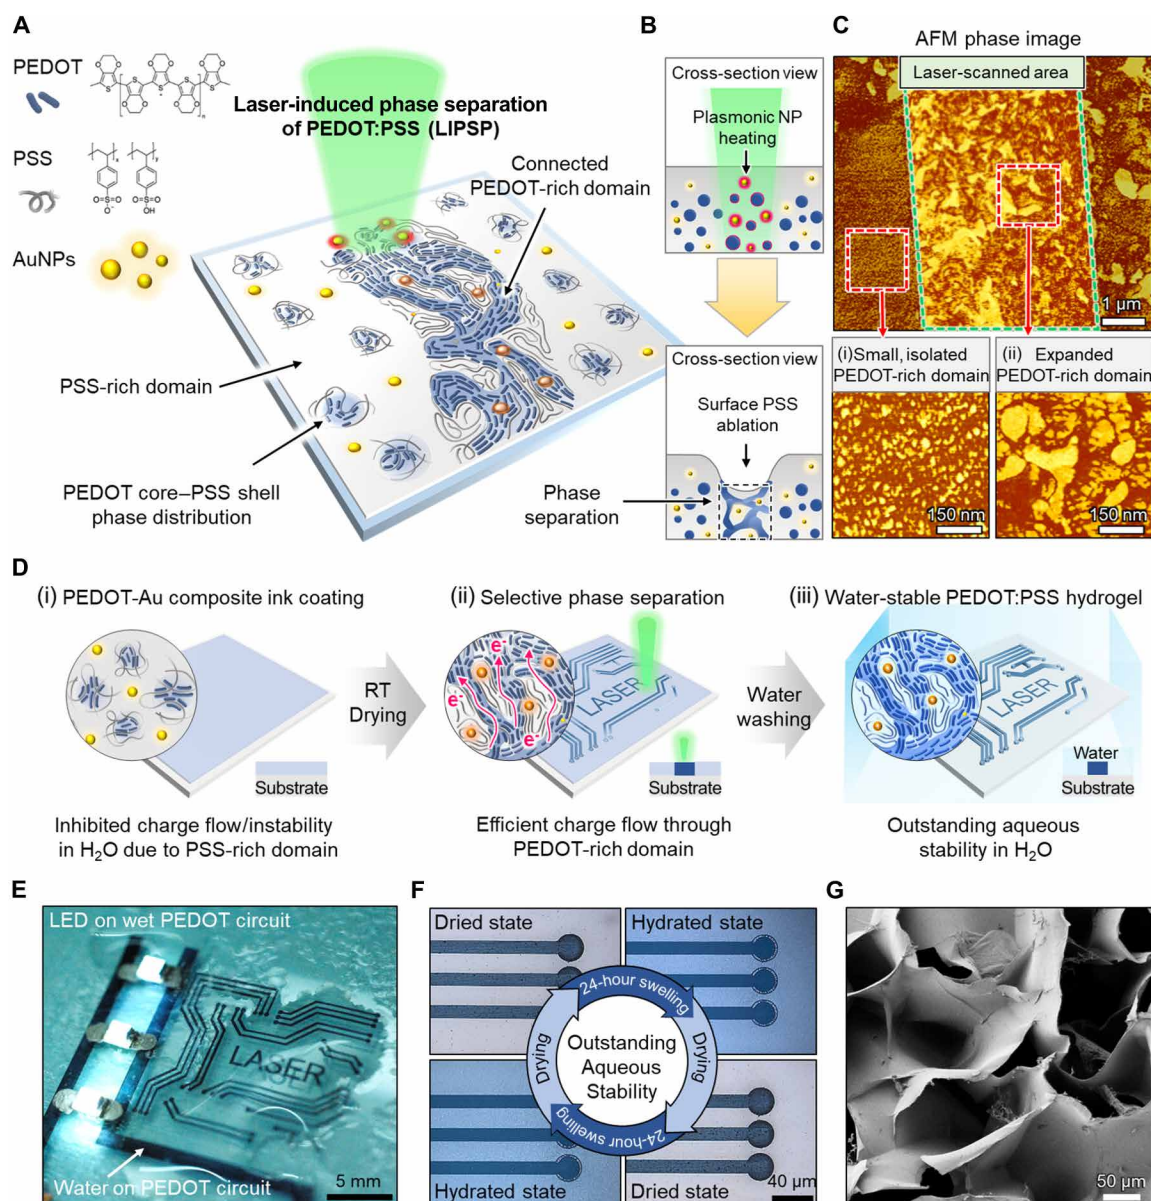 A
PEDOT
n
PSS
x
y
O=S=O
O=S=O
O⁻
OH
AuNPs
Laser-induced phase separation
of PEDOT:PSS (LIPSP)
Connected
PEDOT-rich domain
PSS-rich domain
PEDOT core–PSS shell
phase distribution
B
Cross-section view
Plasmonic NP
heating
Cross-section view
Surface PSS
ablation
Phase
separation
C
AFM phase image
Laser-scanned area
1 µm
(i)Small, isolated
PEDOT-rich domain
150 nm
(ii) Expanded
PEDOT-rich domain
150 nm
D
(i) PEDOT-Au composite ink coating
Substrate
Inhibited charge flow/instability
in H₂O due to PSS-rich domain
RT
Drying
(ii) Selective phase separation
e⁻
e⁻
e⁻
LASER
Substrate
Efficient charge flow through
PEDOT-rich domain
Water
washing
(iii) Water-stable PEDOT:PSS hydrogel
LASER
Water
Substrate
Outstanding aqueous
stability in H₂O
E
LED on wet PEDOT circuit
LASER
Water on PEDOT circuit
5 mm
F
Dried state
Hydrated state
24-hour swelling
Drying
Outstanding
Aqueous
Stability
Drying
24-hour swelling
Hydrated state
Dried state
40 µm
G
50 µm